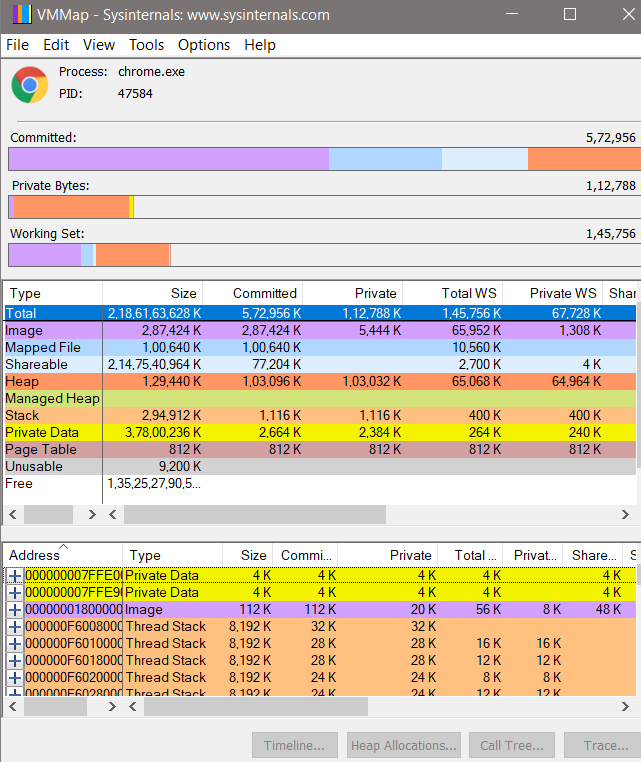 VMMap - Sysinternals: www.sysinternals.com
File Edit View Tools Options Help
Process: chrome.exe
PID: 47584
Committed: 5,72,956
Private Bytes: 1,12,788
Working Set: 1,45,756
Type Size Committed Private Total WS Private WS Shar
Total 2,18,61,63,628 K 5,72,956 K 1,12,788 K 1,45,756 K 67,728 K
Image 2,87,424 K 2,87,424 K 5,444 K 65,952 K 1,308 K
Mapped File 1,00,640 K 1,00,640 K 10,560 K
Shareable 2,14,75,40,964 K 77,204 K 2,700 K 4 K
Heap 1,29,440 K 1,03,096 K 1,03,032 K 65,068 K 64,964 K
Managed Heap
Stack 2,94,912 K 1,116 K 1,116 K 400 K 400 K
Private Data 3,78,00,236 K 2,664 K 2,384 K 264 K 240 K
Page Table 812 K 812 K 812 K 812 K 812 K
Unusable 9,200 K
Free 1,35,25,27,90,5...
Address Type Size Commi... Private Total ... Privat... Share... S
000000007FFE00 Private Data 4 K 4 K 4 K 4 K 4 K
000000007FFE90 Private Data 4 K 4 K 4 K 4 K 4 K
00000001800000 Image 112 K 112 K 20 K 56 K 8 K 48 K
000000F6008000 Thread Stack 8,192 K 32 K 32 K
000000F6010000 Thread Stack 8,192 K 28 K 28 K 16 K 16 K
000000F6018000 Thread Stack 8,192 K 28 K 28 K 12 K 12 K
000000F6020000 Thread Stack 8,192 K 24 K 24 K 8 K 8 K
000000F6028000 Thread Stack 8,192 K 24 K 24 K 12 K 12 K
Timeline... Heap Allocations... Call Tree... Trace...